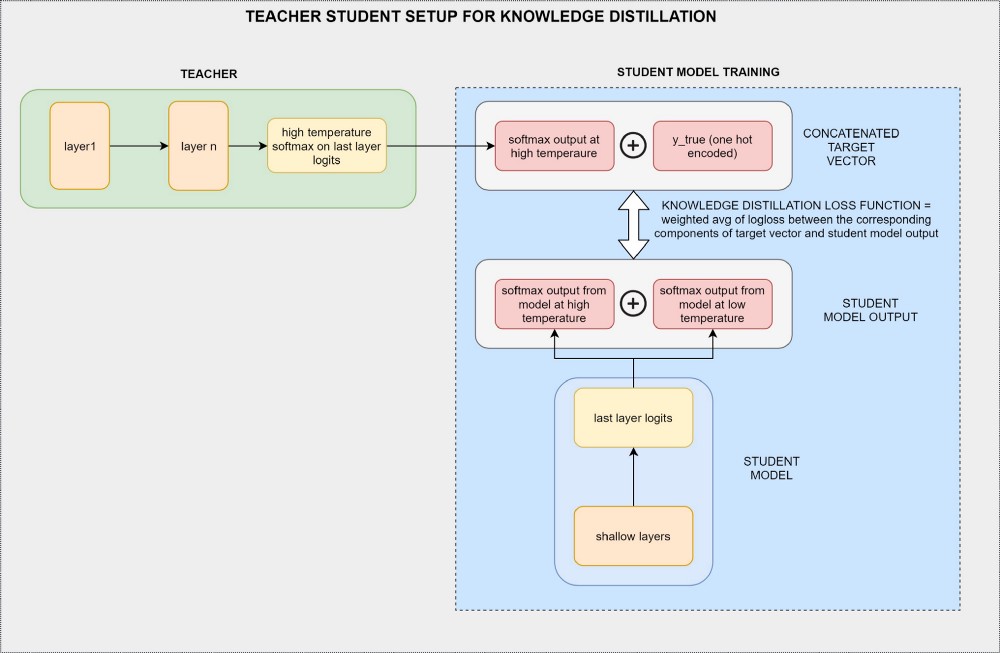 TEACHER STUDENT SETUP FOR KNOWLEDGE DISTILLATION
TEACHER
layer1
layer n
high temperature
softmax on last layer
logits
STUDENT MODEL TRAINING
softmax output at
high temperaure
y_true (one hot
encoded)
CONCATENATED
TARGET
VECTOR
KNOWLEDGE DISTILLATION LOSS FUNCTION =
weighted avg of logloss between the corresponding
components of target vector and student model output
softmax output from
model at high
temperature
softmax output from
model at low
temperature
STUDENT
MODEL OUTPUT
last layer logits
STUDENT
MODEL
shallow layers